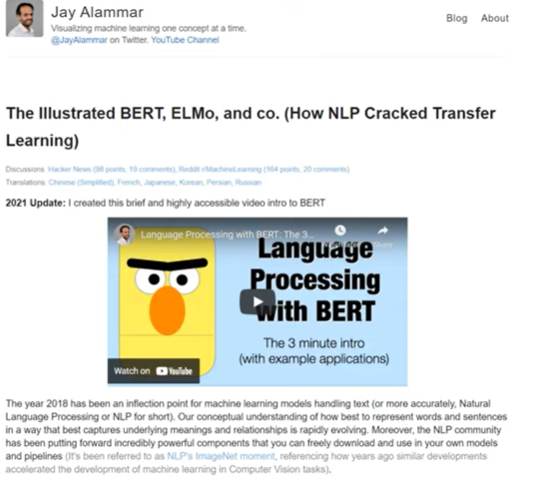 Jay Alammar
Visualizing machine learning one concept at a time.
@JayAlammar on Twitter. YouTube Channel
Blog About
The Illustrated BERT, ELMo, and co. (How NLP Cracked Transfer
Learning)
Discussions: Hacker News (98 points, 19 comments), Reddit r/MachineLearning (164 points, 20 comments)
Translations: Chinese (Simplified), French, Japanese, Korean, Persian, Russian
2021 Update: I created this brief and highly accessible video intro to BERT
Language Processing with BERT: The 3...
Share
Language
Processing
with BERT
The 3 minute intro
(with example applications)
Watch on YouTube
The year 2018 has been an inflection point for machine learning models handling text (or more accurately, Natural
Language Processing or NLP for short). Our conceptual understanding of how best to represent words and sentences
in a way that best captures underlying meanings and relationships is rapidly evolving. Moreover, the NLP community
has been putting forward incredibly powerful components that you can freely download and use in your own models
and pipelines (It's been referred to as NLP's ImageNet moment, referencing how years ago similar developments
accelerated the development of machine learning in Computer Vision tasks).